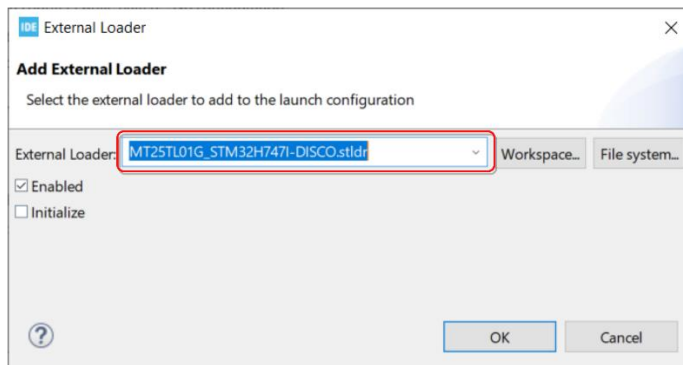 IDE External Loader
Add External Loader
Select the external loader to add to the launch configuration
External Loader: MT25TL01G_STM32H747I-DISCO.stldr Workspace... File system...
Enabled
Initialize
? OK Cancel